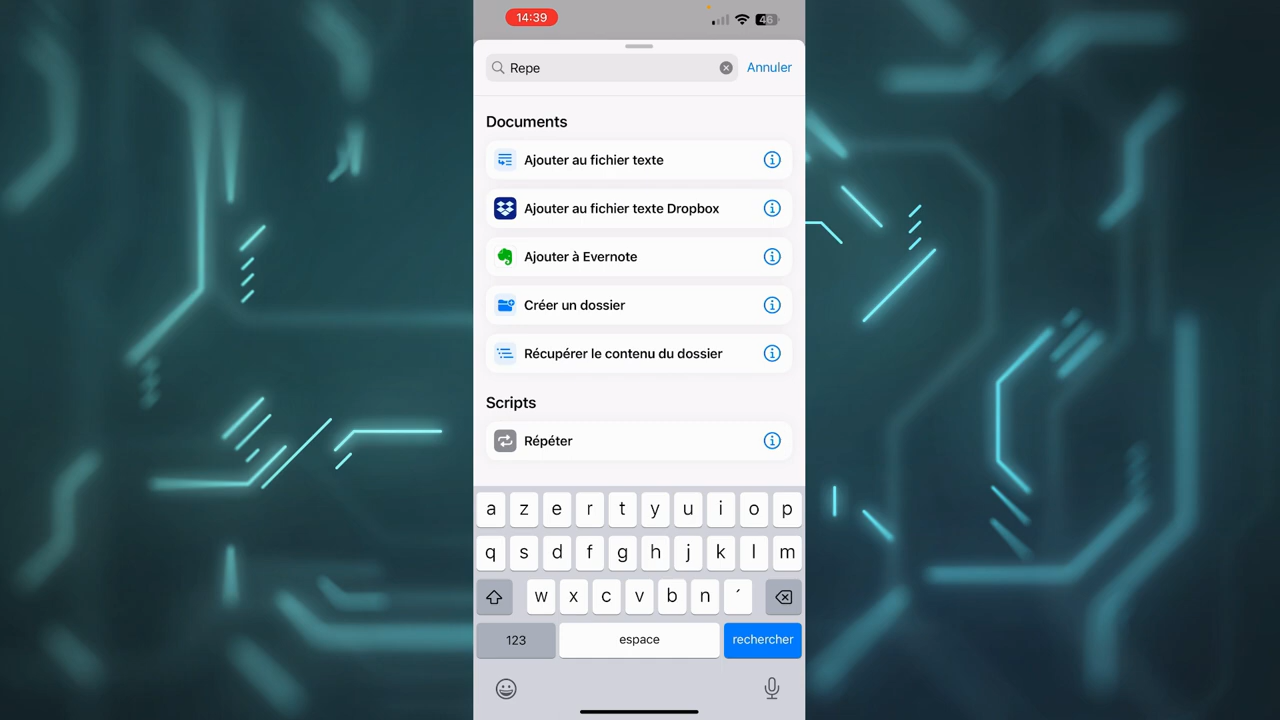 14:39
46
Repe
Annuler
Documents
Ajouter au fichier texte
Ajouter au fichier texte Dropbox
Ajouter à Evernote
Créer un dossier
Récupérer le contenu du dossier
Scripts
Répéter
a z e r t y u i o p
q s d f g h j k l m
w x c v b n ´
123 espace rechercher